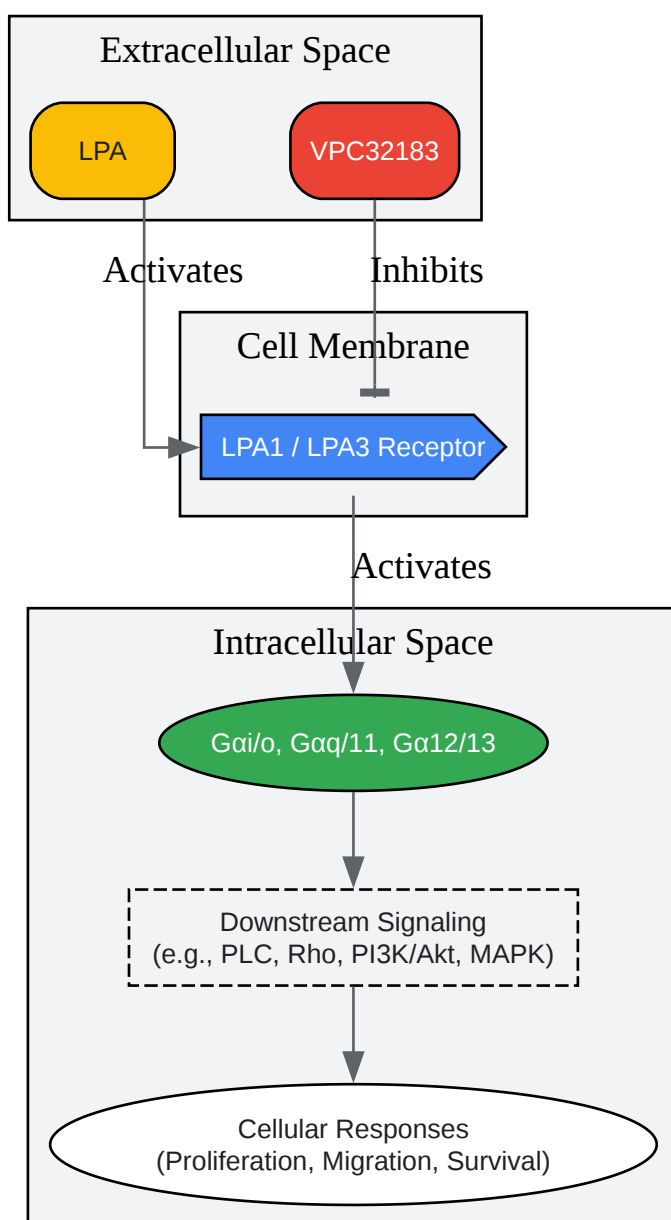 Extracellular Space
LPA
VPC32183
Activates
Inhibits
Cell Membrane
LPA1 / LPA3 Receptor
Activates
Intracellular Space
Gαi/o, Gαq/11, Gα12/13
Downstream Signaling
(e.g., PLC, Rho, PI3K/Akt, MAPK)
Cellular Responses
(Proliferation, Migration, Survival)